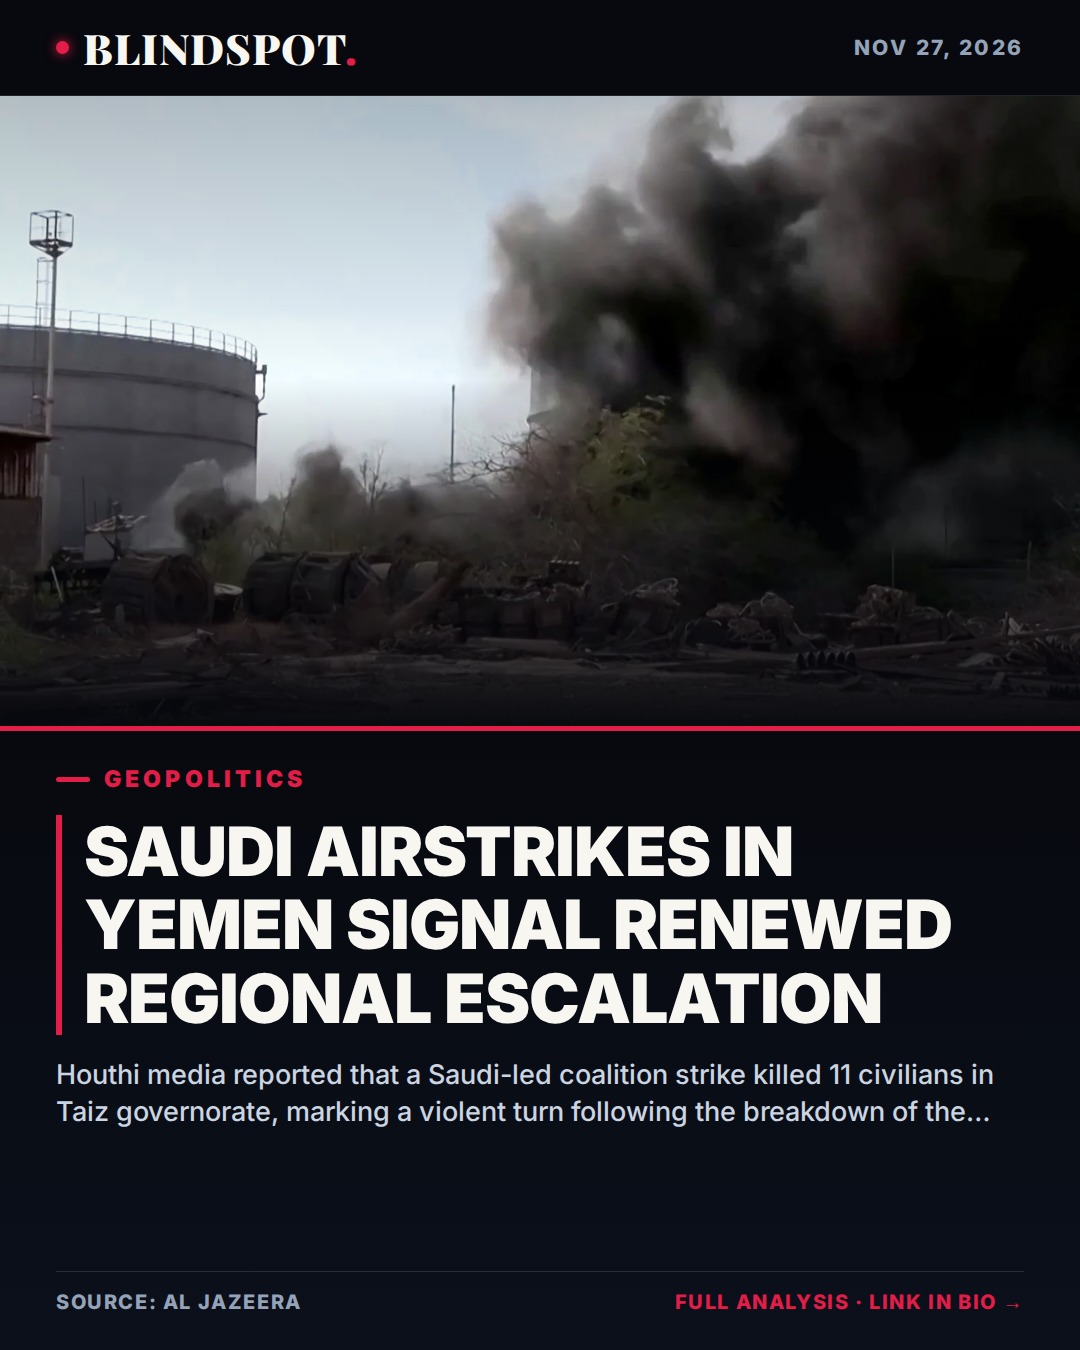 BLINDSPOT.
NOV 27, 2026
GEOPOLITICS
SAUDI AIRSTRIKES IN
YEMEN SIGNAL RENEWED
REGIONAL ESCALATION
Houthi media reported that a Saudi-led coalition strike killed 11 civilians in
Taiz governorate, marking a violent turn following the breakdown of the...
SOURCE: AL JAZEERA
FULL ANALYSIS · LINK IN BIO →